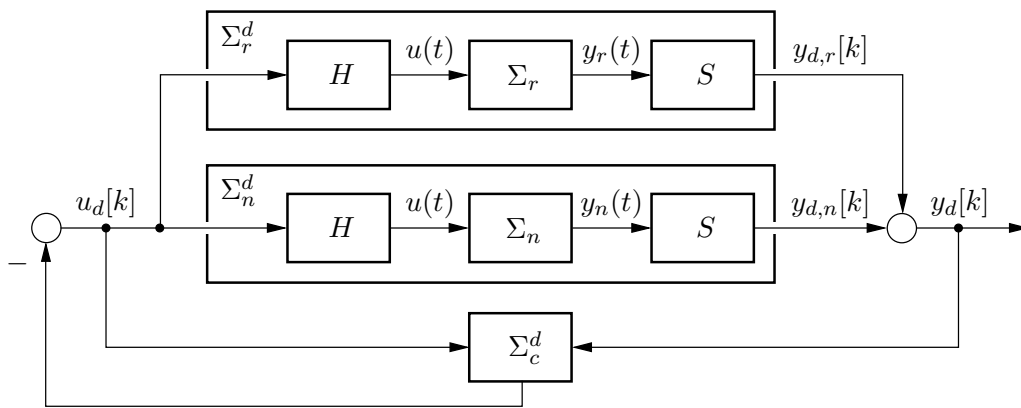 Σ_r^d
H
u(t)
Σ_r
y_r(t)
S
y_{d,r}[k]
u_d[k]
Σ_n^d
H
u(t)
Σ_n
y_n(t)
S
y_{d,n}[k]
y_d[k]
−
Σ_c^d